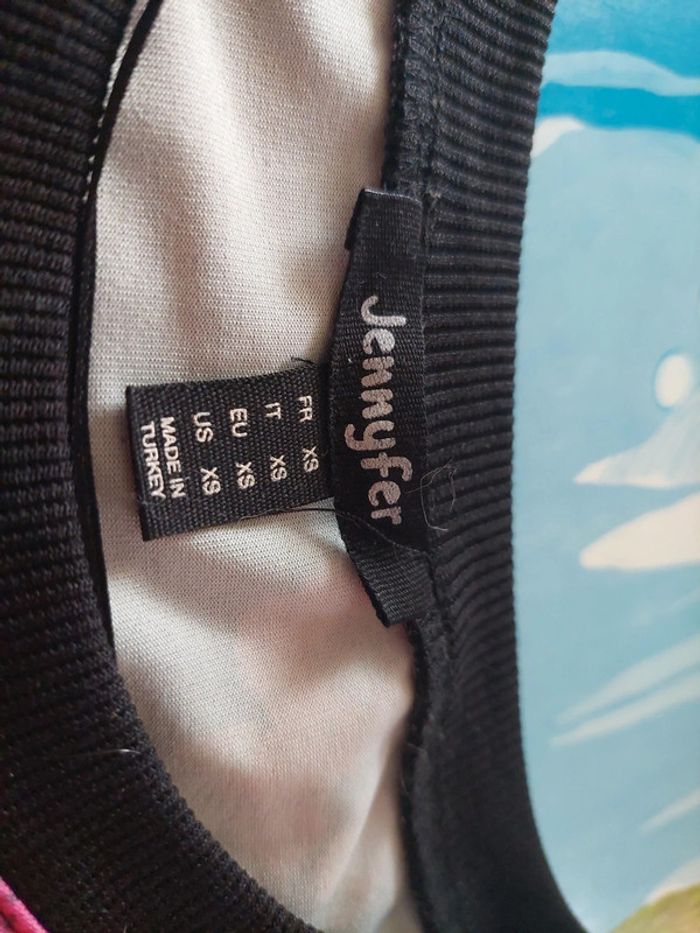 Jennyfer
FR XS
IT XS
EU XS
US XS
MADE IN
TURKEY